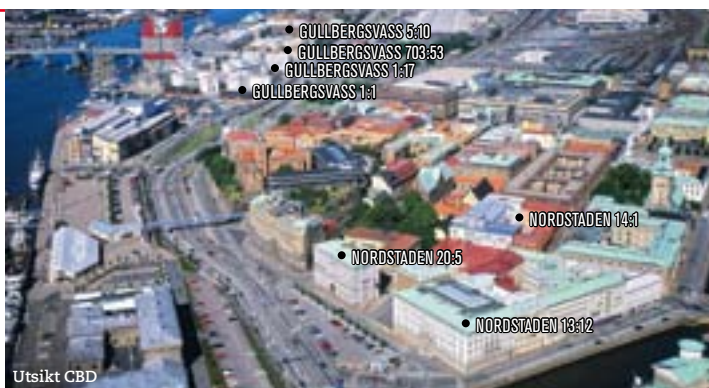 GULLBERGSVASS 5:10
GULLBERGSVASS 703:53
GULLBERGSVASS 1:17
GULLBERGSVASS 1:1
NORDSTADEN 14:1
NORDSTADEN 20:5
NORDSTADEN 13:12
Utsikt CBD